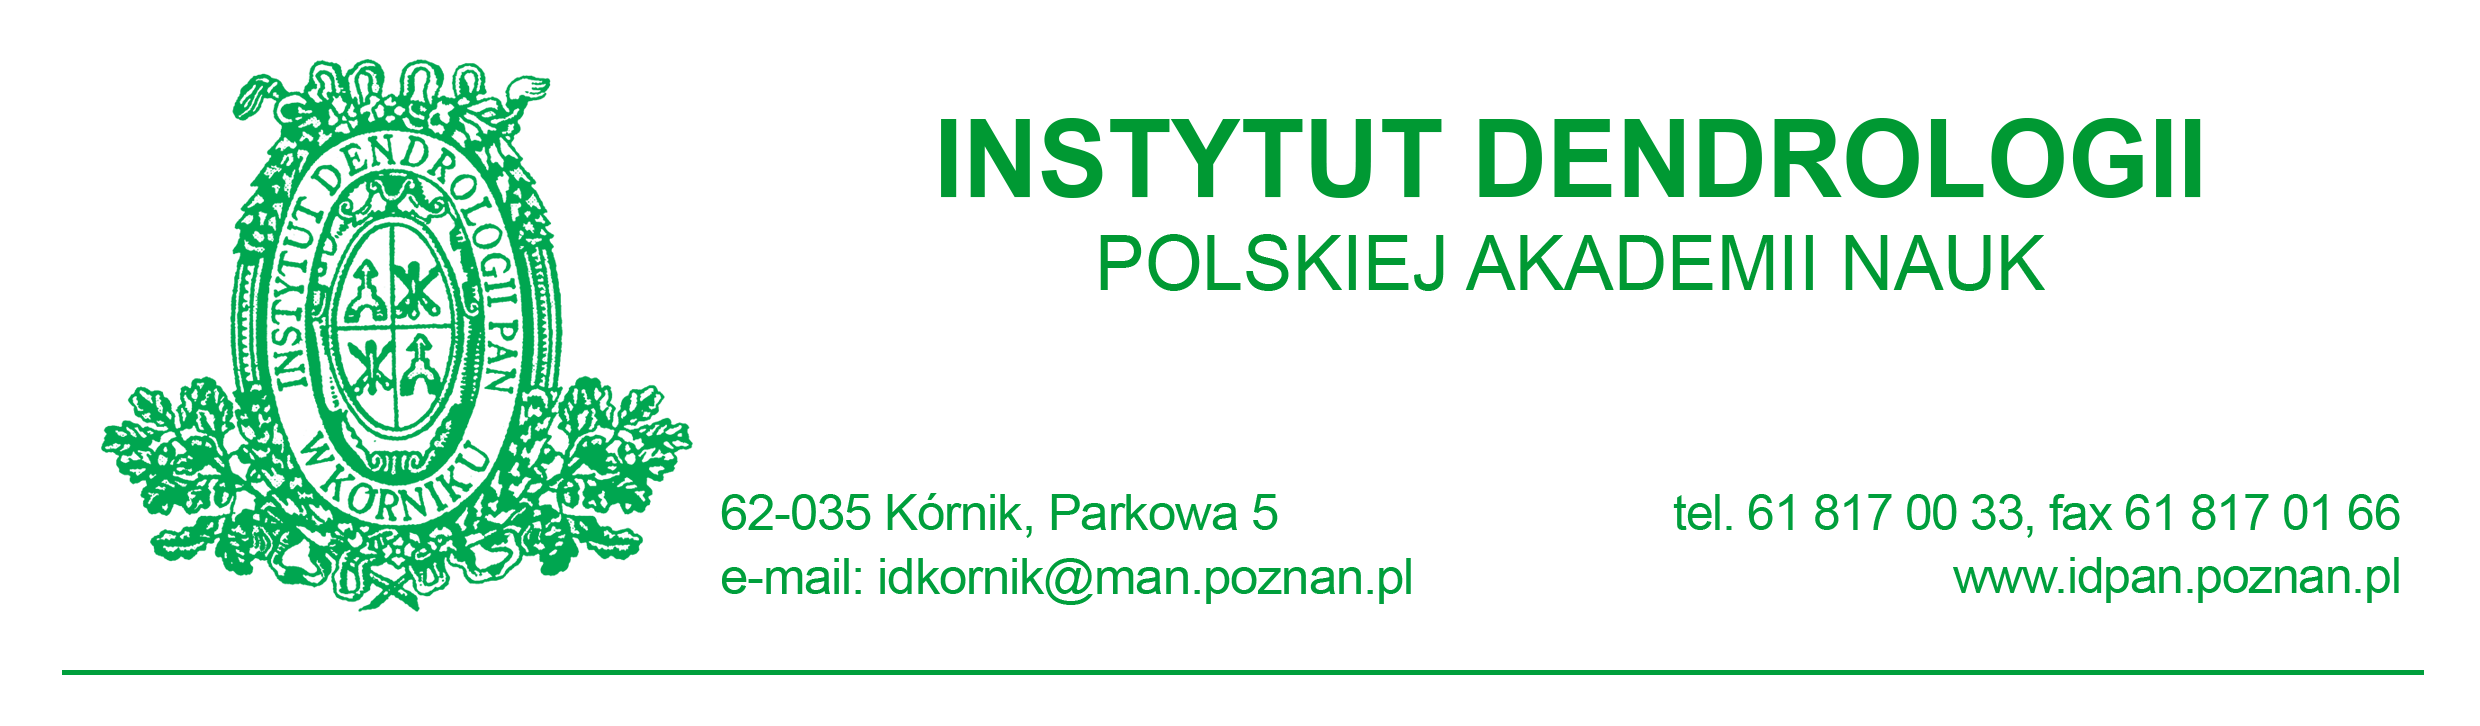 INSTYTUT DENDROLOGII PAN
W KORNIKU
INSTYTUT DENDROLOGII
POLSKIEJ AKADEMII NAUK
62-035 Kórnik, Parkowa 5
e-mail: idkornik@man.poznan.pl
tel. 61 817 00 33, fax 61 817 01 66
www.idpan.poznan.pl